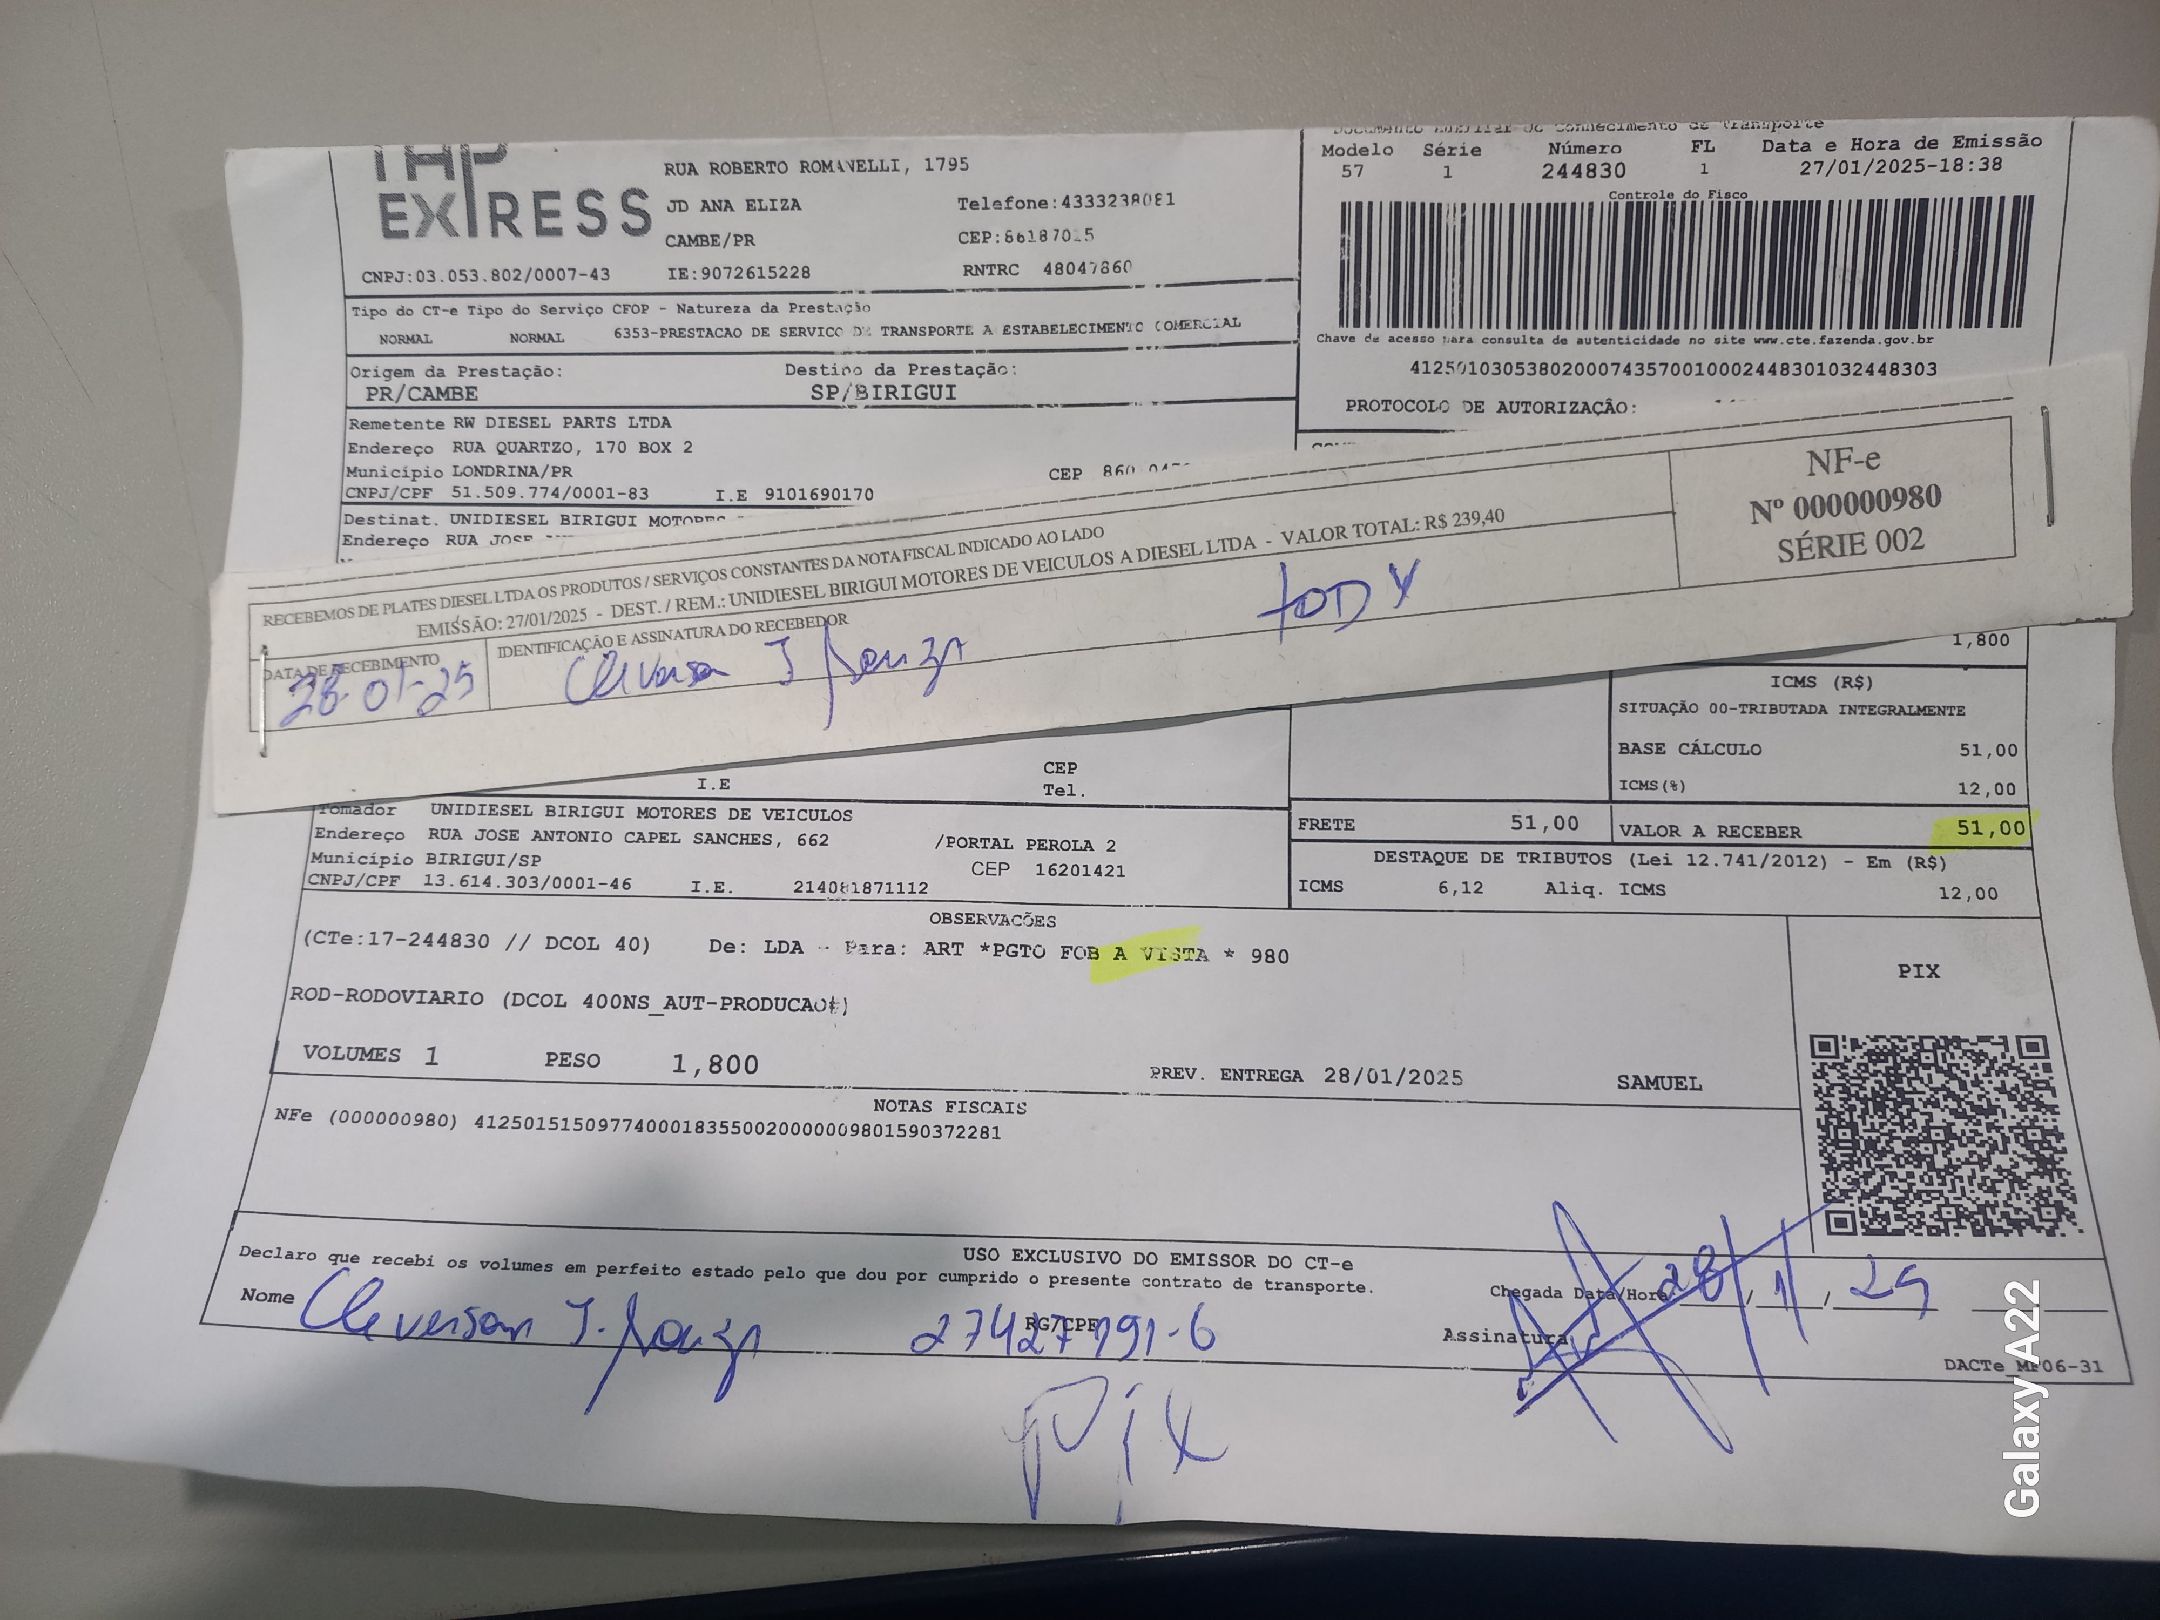 EXPRESS
RUA ROBERTO ROMANELLI, 1795
JD ANA ELIZA Telefone:4333238081
CAMBE/PR CEP:86187015
CNPJ:03.053.802/0007-43 IE:9072615228 RNTRC 48047860
Documento Auxiliar do Conhecimento de Transporte
Modelo Série Número FL Data e Hora de Emissão
57 1 244830 1 27/01/2025-18:38
Controle do Fisco
Chave de acesso para consulta de autenticidade no site www.cte.fazenda.gov.br
41250103053802000743570010002448301032448303
PROTOCOLO DE AUTORIZAÇÃO:
Tipo do CT-e Tipo do Serviço CFOP - Natureza da Prestação
NORMAL NORMAL 6353-PRESTACAO DE SERVICO DE TRANSPORTE A ESTABELECIMENTO COMERCIAL
Origem da Prestação: Destino da Prestação:
PR/CAMBE SP/BIRIGUI
Remetente RW DIESEL PARTS LTDA
Endereço RUA QUARTZO, 170 BOX 2
Município LONDRINA/PR CEP
CNPJ/CPF 51.509.774/0001-83 I.E 9101690170
Destinat. UNIDIESEL BIRIGUI MOTORES
Endereço RUA JOSE
RECEBEMOS DE PLATES DIESEL LTDA OS PRODUTOS / SERVIÇOS CONSTANTES DA NOTA FISCAL INDICADO AO LADO
EMISSÃO: 27/01/2025 - DEST. / REM.: UNIDIESEL BIRIGUI MOTORES DE VEICULOS A DIESEL LTDA - VALOR TOTAL: R$ 239,40
DATA DE RECEBIMENTO IDENTIFICAÇÃO E ASSINATURA DO RECEBEDOR
28-01-25 Cleverson J Souza
NF-e
Nº 000000980
SÉRIE 002
1,800
ICMS (R$)
SITUAÇÃO 00-TRIBUTADA INTEGRALMENTE
BASE CÁLCULO 51,00
ICMS(%) 12,00
I.E CEP
Tel.
Tomador UNIDIESEL BIRIGUI MOTORES DE VEICULOS
Endereço RUA JOSE ANTONIO CAPEL SANCHES, 662 /PORTAL PEROLA 2
Município BIRIGUI/SP CEP 16201421
CNPJ/CPF 13.614.303/0001-46 I.E. 214081871112
FRETE 51,00 VALOR A RECEBER 51,00
DESTAQUE DE TRIBUTOS (Lei 12.741/2012) - Em (R$)
ICMS 6,12 Aliq. ICMS 12,00
OBSERVAÇÕES
(CTe:17-244830 // DCOL 40) De: LDA - Para: ART *PGTO FOB A VISTA * 980
ROD-RODOVIARIO (DCOL 400NS_AUT-PRODUCAO#)
PIX
VOLUMES 1 PESO 1,800 PREV. ENTREGA 28/01/2025 SAMUEL
NOTAS FISCAIS
NFe (000000980) 41250151509774000183550020000009801590372281
USO EXCLUSIVO DO EMISSOR DO CT-e
Declaro que recebi os volumes em perfeito estado pelo que dou por cumprido o presente contrato de transporte.
Nome Cleverson J. Souza RG/CPF 27427191-6
Chegada Data/Hora 28/1/25
Assinatura
DACTe_MF06-31
Pix
Galaxy A22